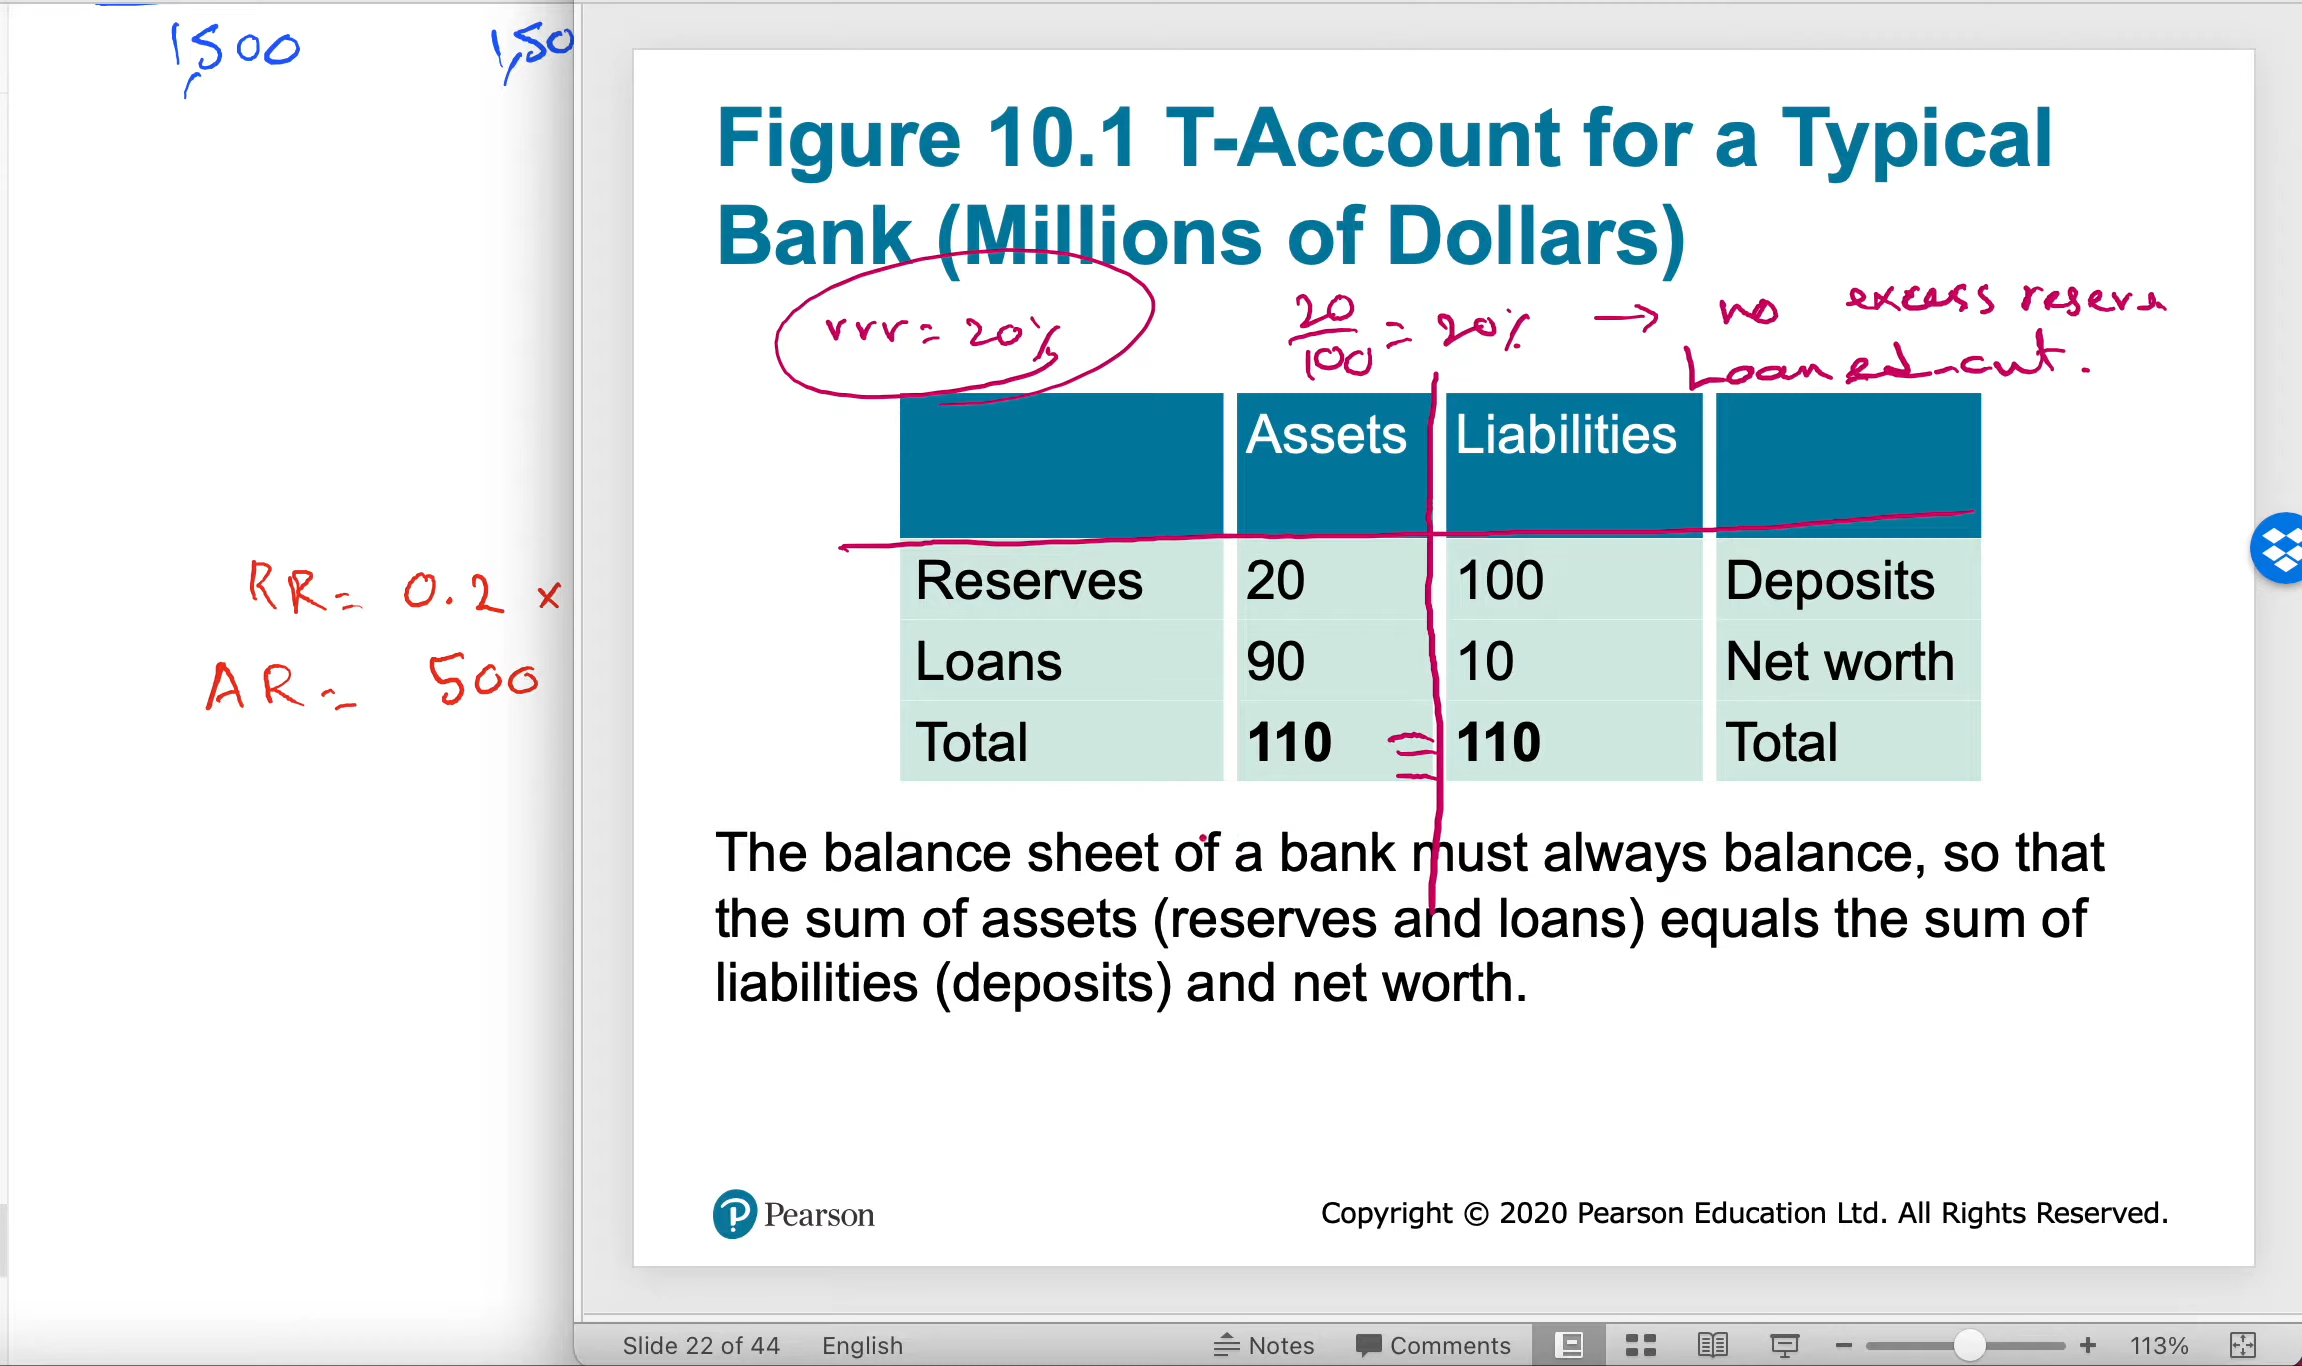 1,500 1,50
RR = 0.2 ×
AR = 500
Figure 10.1 T-Account for a Typical
Bank (Millions of Dollars)
rrr = 20% 20/100 = 20% → no excess reserve
Loaned-out.
Assets Liabilities
Reserves 20 100 Deposits
Loans 90 10 Net worth
Total 110 = 110 Total
The balance sheet of a bank must always balance, so that
the sum of assets (reserves and loans) equals the sum of
liabilities (deposits) and net worth.
Pearson
Copyright © 2020 Pearson Education Ltd. All Rights Reserved.
Slide 22 of 44 English Notes Comments 113%